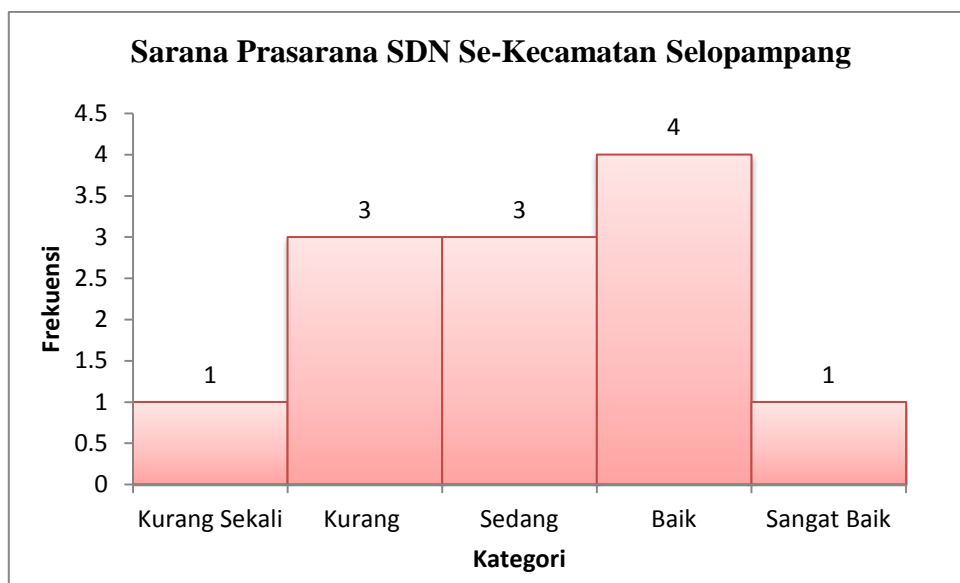 Sarana Prasarana SDN Se-Kecamatan Selopampang
4.5
4
3.5
3
2.5
2
1.5
1
0.5
0
Frekuensi
1
3
3
4
1
Kurang Sekali
Kurang
Sedang
Baik
Sangat Baik
Kategori